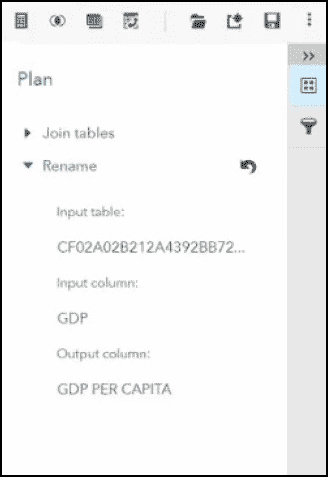 Plan
Join tables
Rename
Input table:
CF02A02B212A4392BB72...
Input column:
GDP
Output column:
GDP PER CAPITA